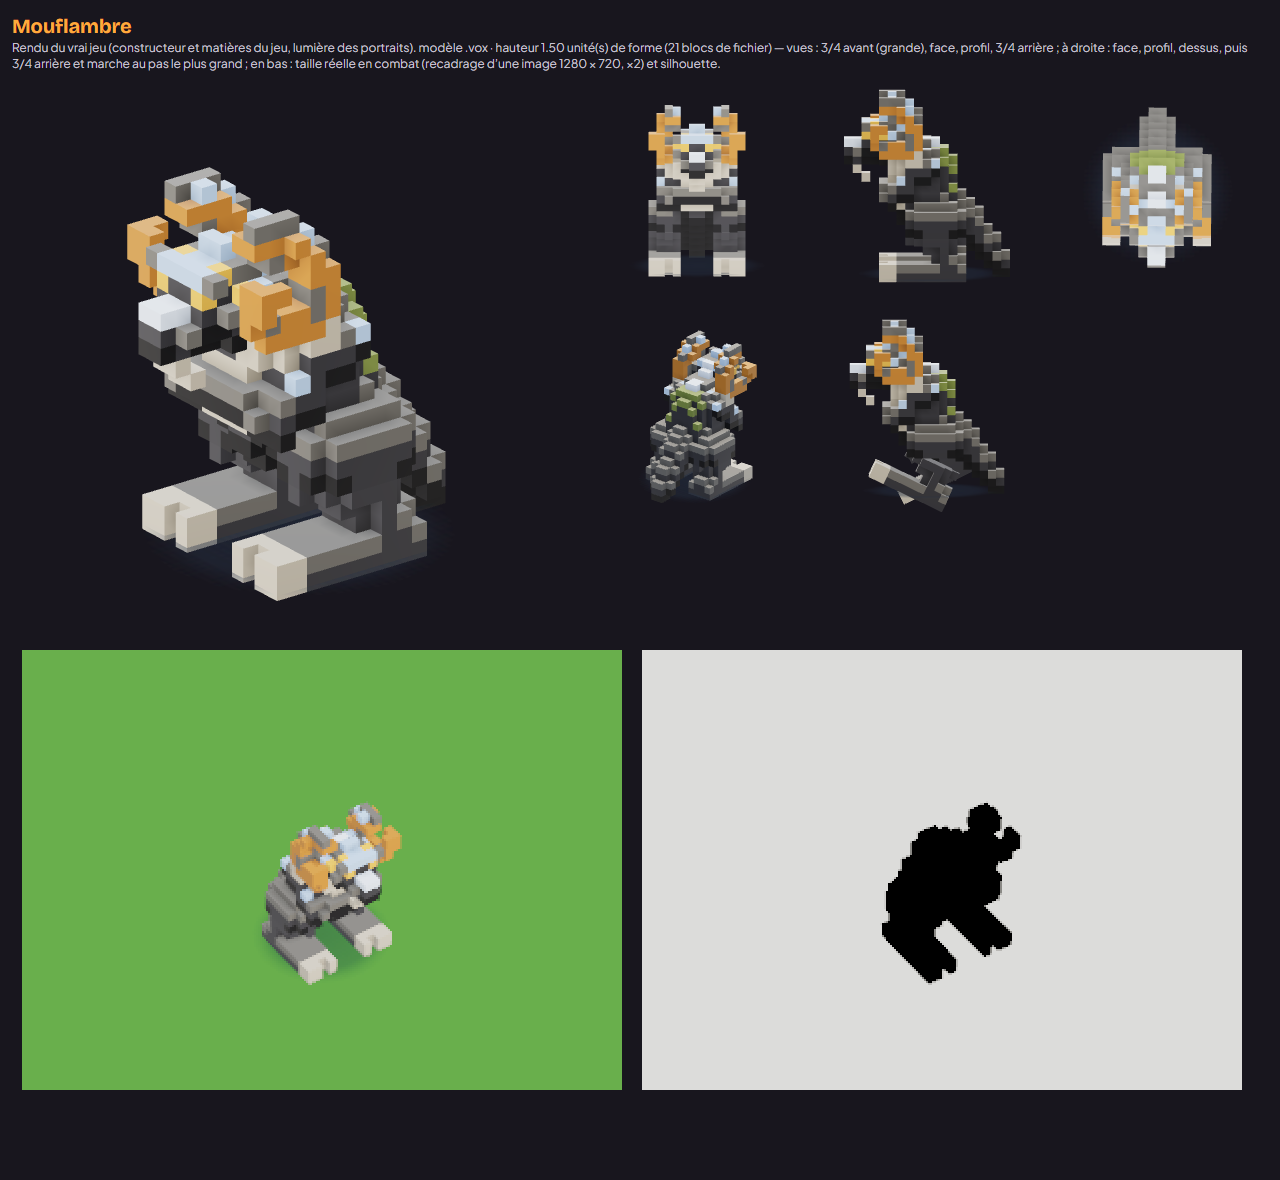 Mouflambre
Rendu du vrai jeu (constructeur et matières du jeu, lumière des portraits). modèle .vox · hauteur 1.50 unité(s) de forme (21 blocs de fichier) — vues : 3/4 avant (grande), face, profil, 3/4 arrière ; à droite : face, profil, dessus, puis
3/4 arrière et marche au pas le plus grand ; en bas : taille réelle en combat (recadrage d'une image 1280 × 720, ×2) et silhouette.